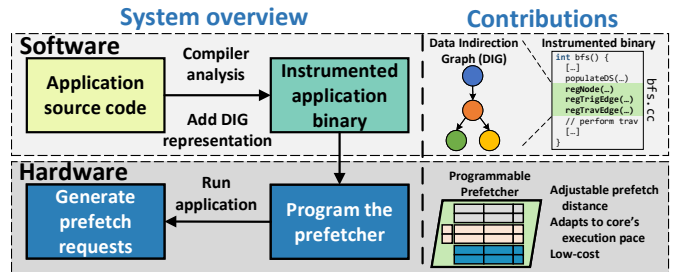 System overview
Contributions
Software
Application
source code
Compiler
analysis
Add DIG
representation
Instrumented
application
binary
Data Indirection
Graph (DIG)
Instrumented binary
int bfs() {
[…]
populateDS(…)
regNode(…)
regTrigEdge(…)
regTravEdge(…)
// perform trav
[…]
}
bfs.cc
Hardware
Generate
prefetch
requests
Run
application
Program the
prefetcher
Programmable
Prefetcher
Adjustable prefetch
distance
Adapts to core's
execution pace
Low-cost